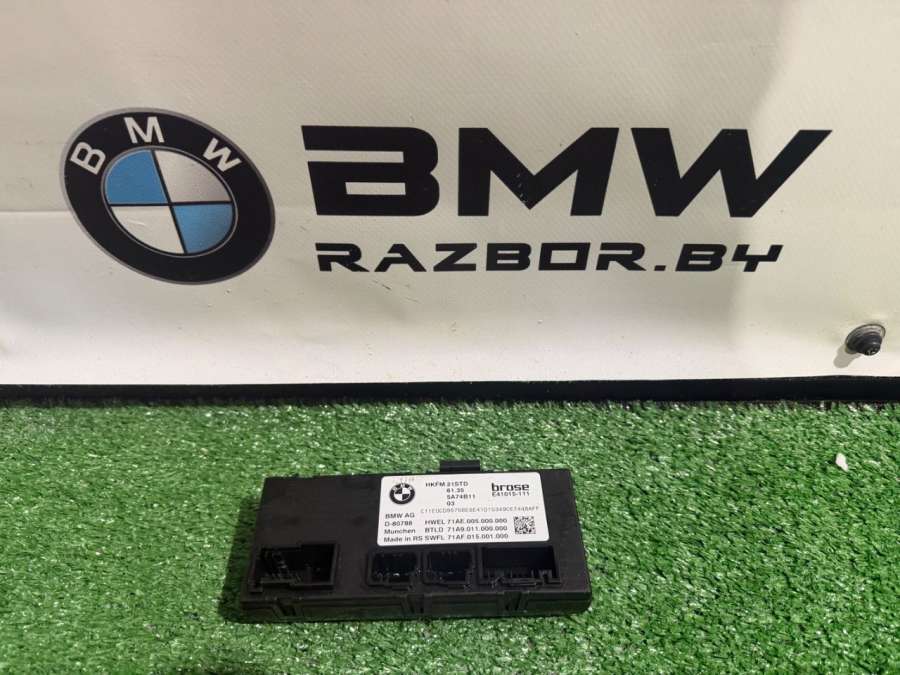 BMW
BMW
RAZBOR.BY
HKFM 21STD
61.35
5A74B11
03
brose
E41015-111
BMW AG
D-80788
Munchen
Made in RS
HWEL 71AE.005.000.000
BTLD 71A9.011.000.000
SWFL 71AF.015.001.000